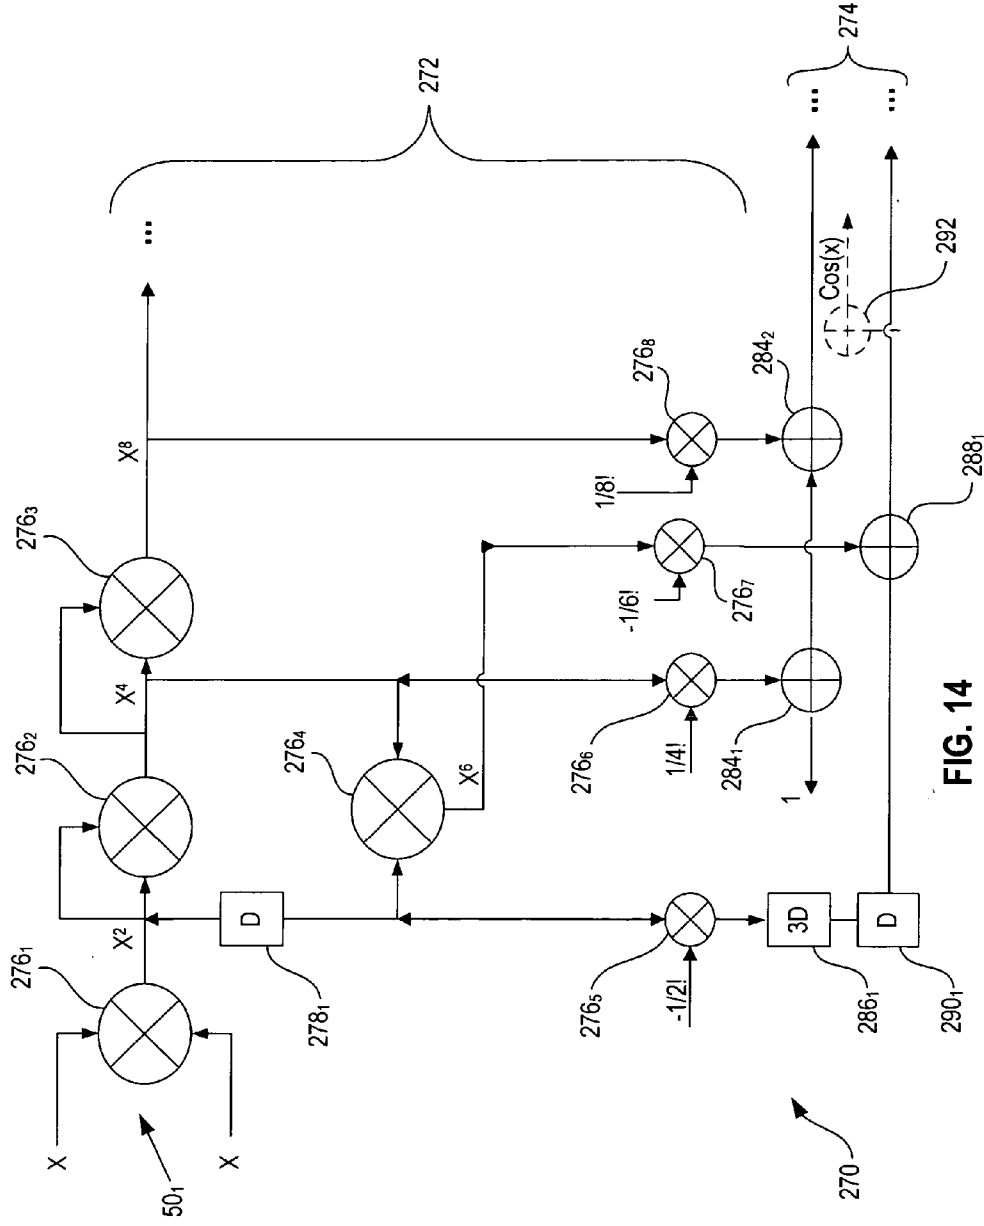 X
X
50₁
276₁
X²
276₂
X⁴
276₃
X⁸
...
272
D
278₁
276₄
X⁶
-1/2!
276₅
1/4!
276₆
-1/6!
276₇
1/8!
276₈
3D
286₁
D
290₁
1
284₁
284₂
288₁
Cos(x)
292
...
...
274
270
FIG. 14